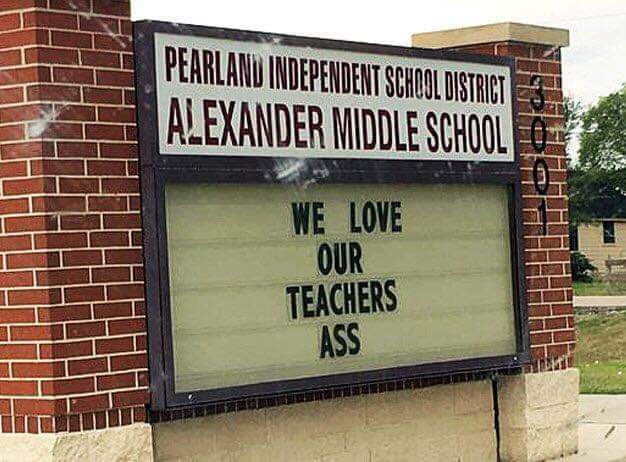 PEARLAND INDEPENDENT SCHOOL DISTRICT
ALEXANDER MIDDLE SCHOOL
3001
WE LOVE
OUR
TEACHERS
ASS